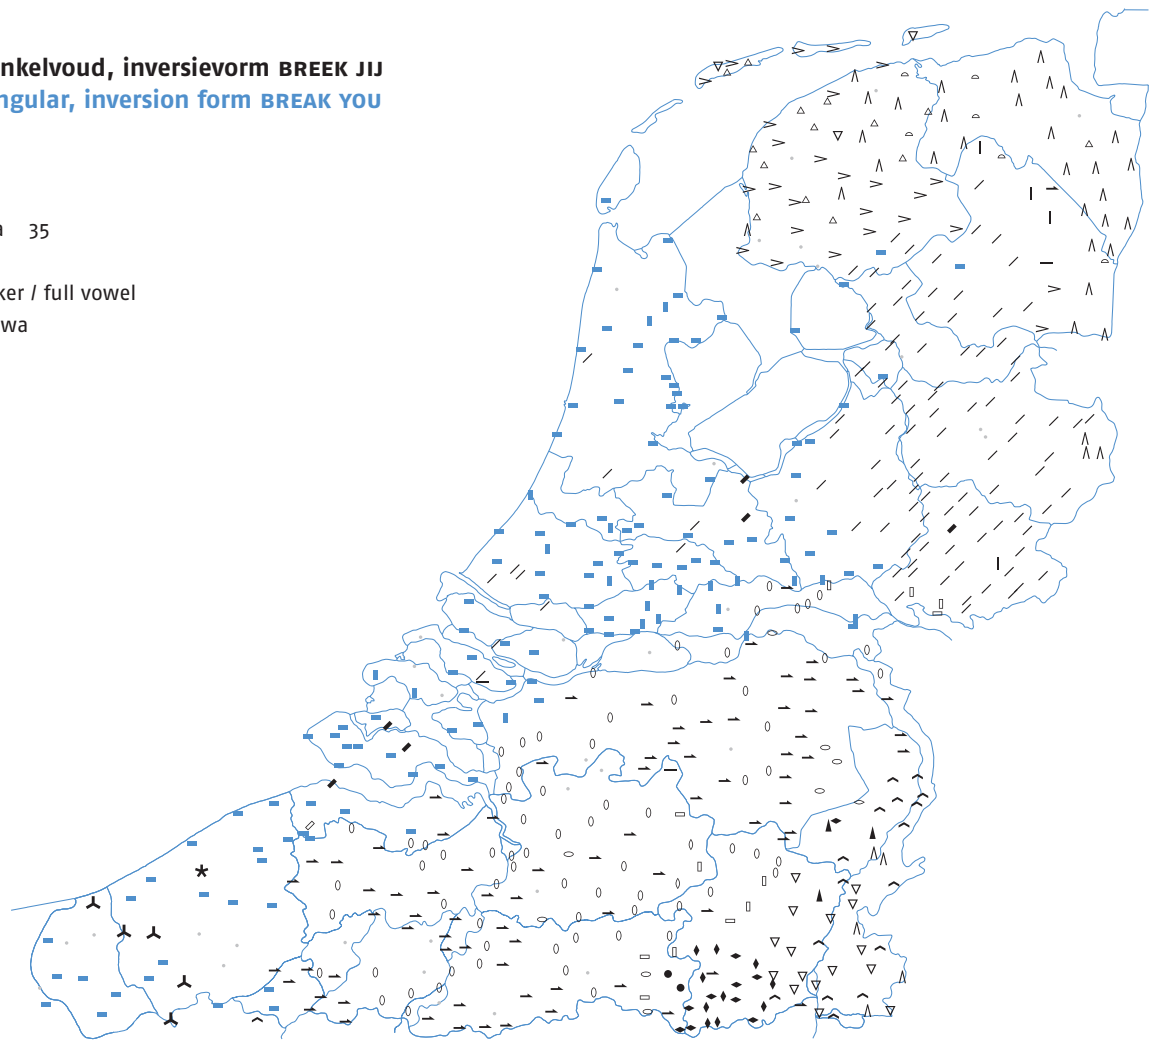 nkelvoud, inversievorm BREEK JIJ
ngular, inversion form BREAK YOU
a 35
ker / full vowel
wa